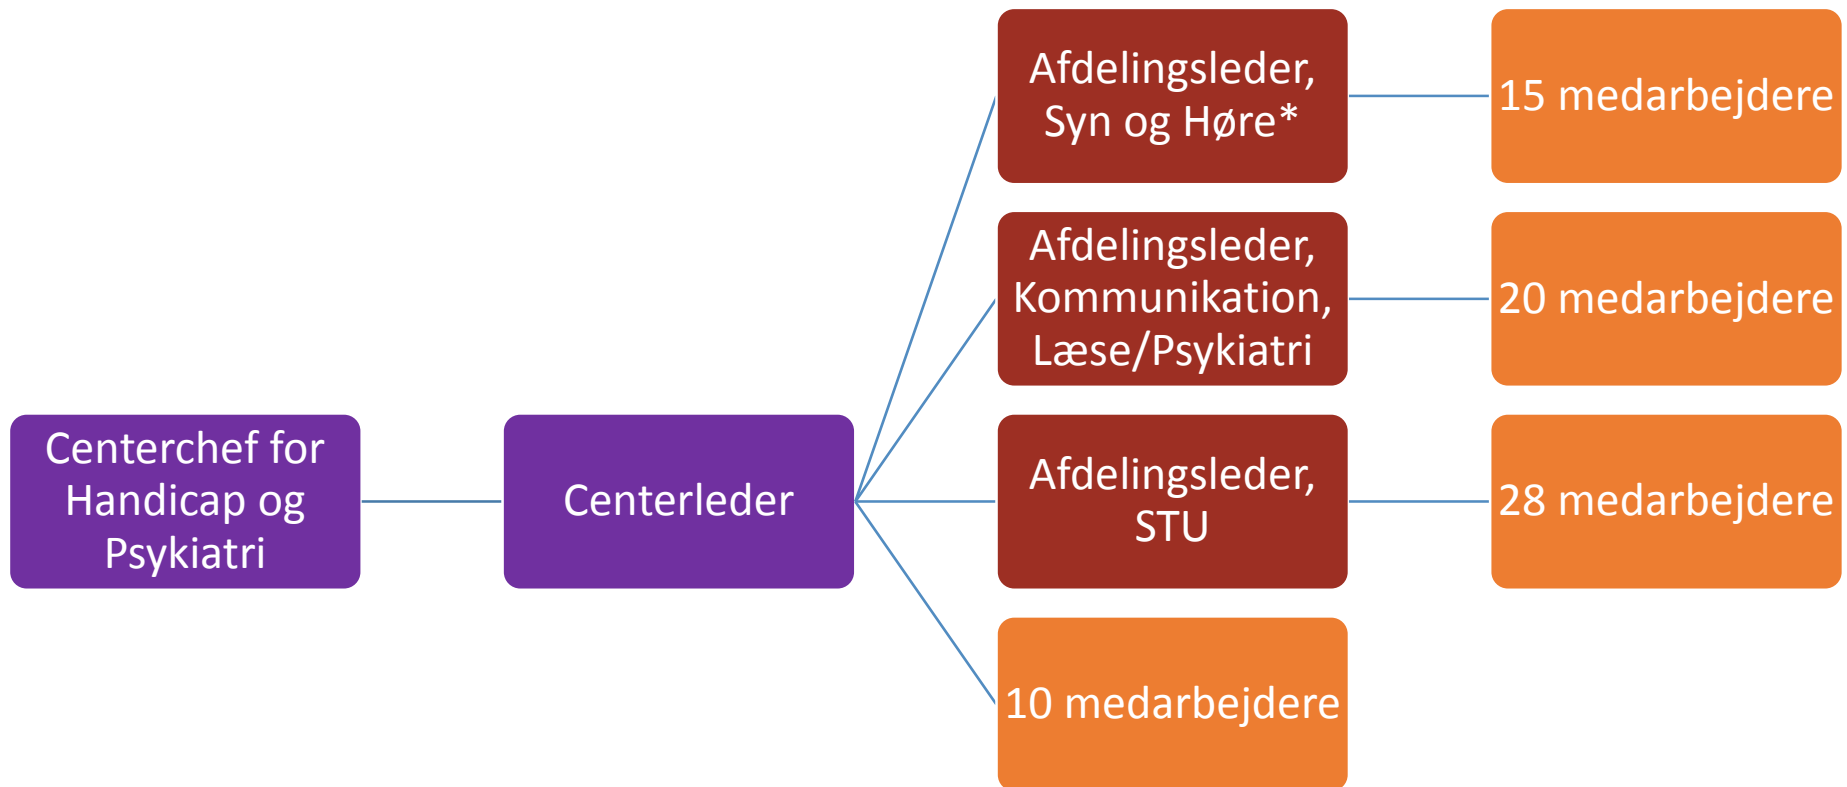 Afdelingsleder,
Syn og Høre*
15 medarbejdere
Afdelingsleder,
Kommunikation,
Læse/Psykiatri
20 medarbejdere
Centerchef for
Handicap og
Psykiatri
Centerleder
Afdelingsleder,
STU
28 medarbejdere
10 medarbejdere